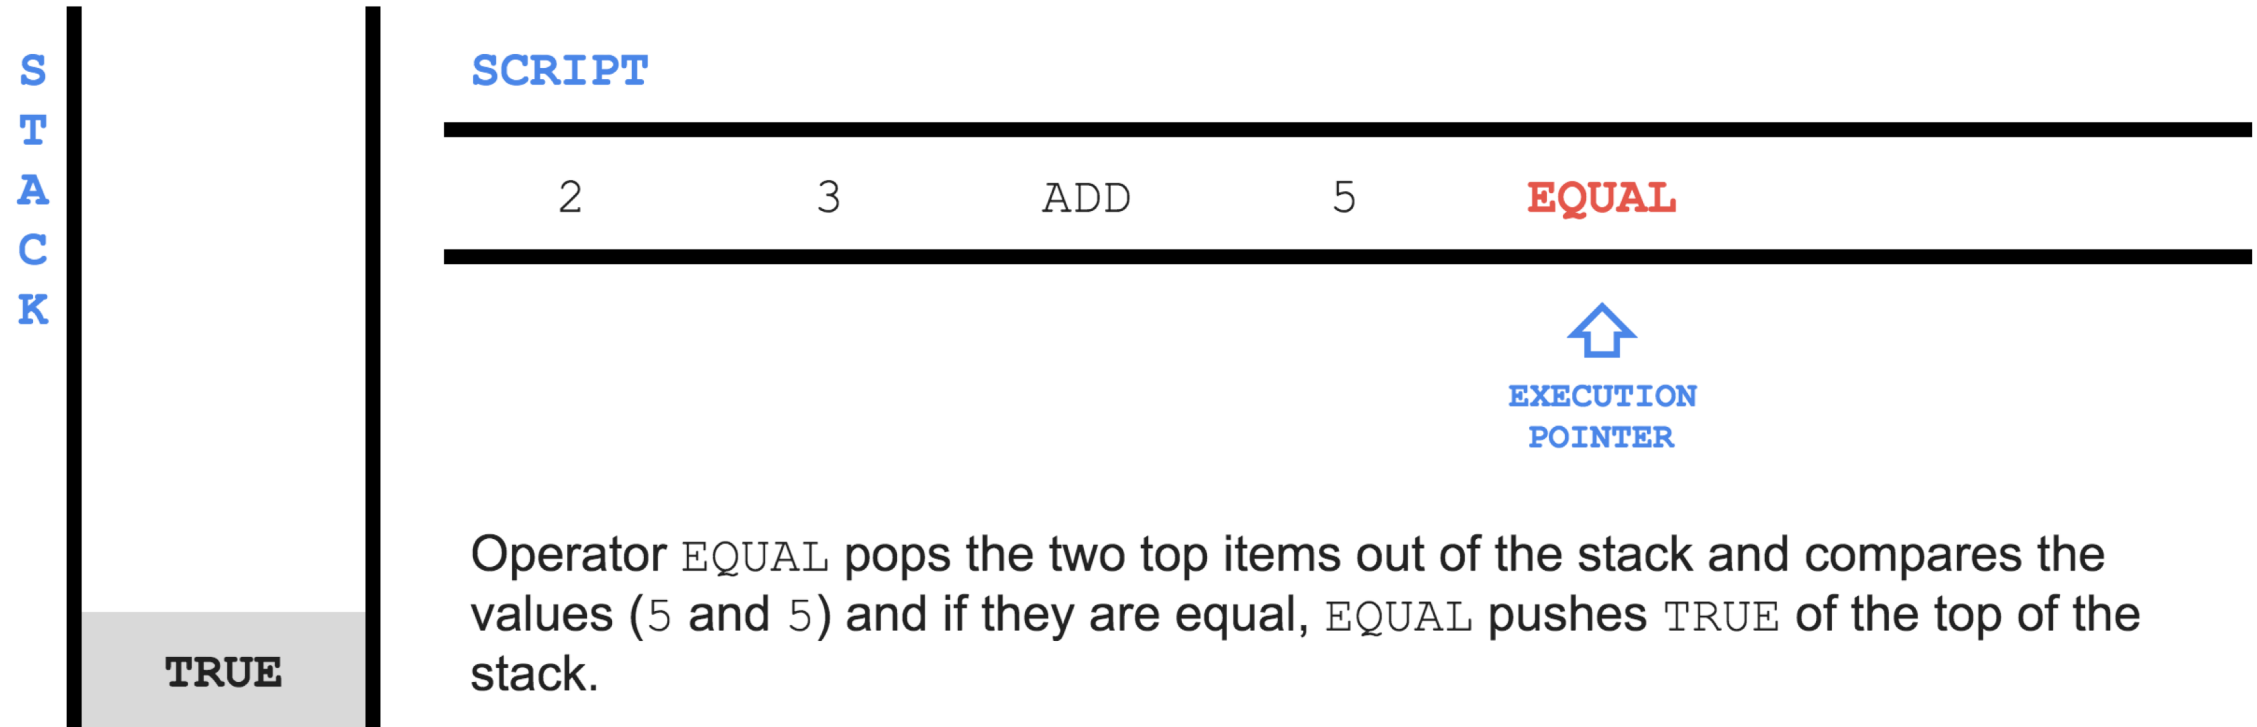 STACK
SCRIPT
2 3 ADD 5 EQUAL
EXECUTION
POINTER
Operator EQUAL pops the two top items out of the stack and compares the
values (5 and 5) and if they are equal, EQUAL pushes TRUE of the top of the
stack.
TRUE